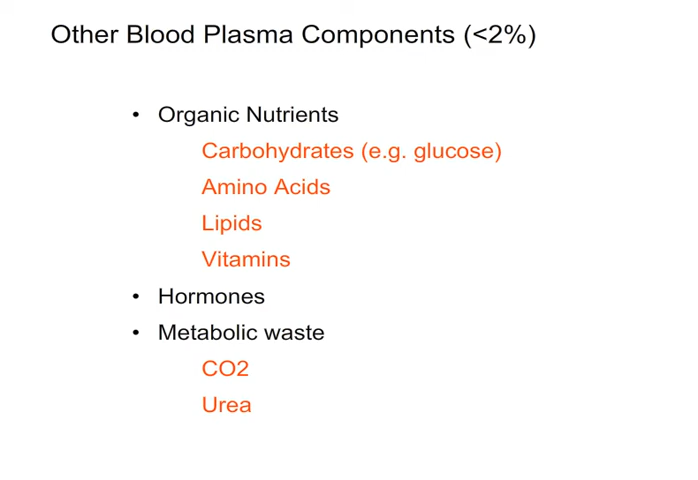 Other Blood Plasma Components (<2%)
• Organic Nutrients
Carbohydrates (e.g. glucose)
Amino Acids
Lipids
Vitamins
• Hormones
• Metabolic waste
CO2
Urea